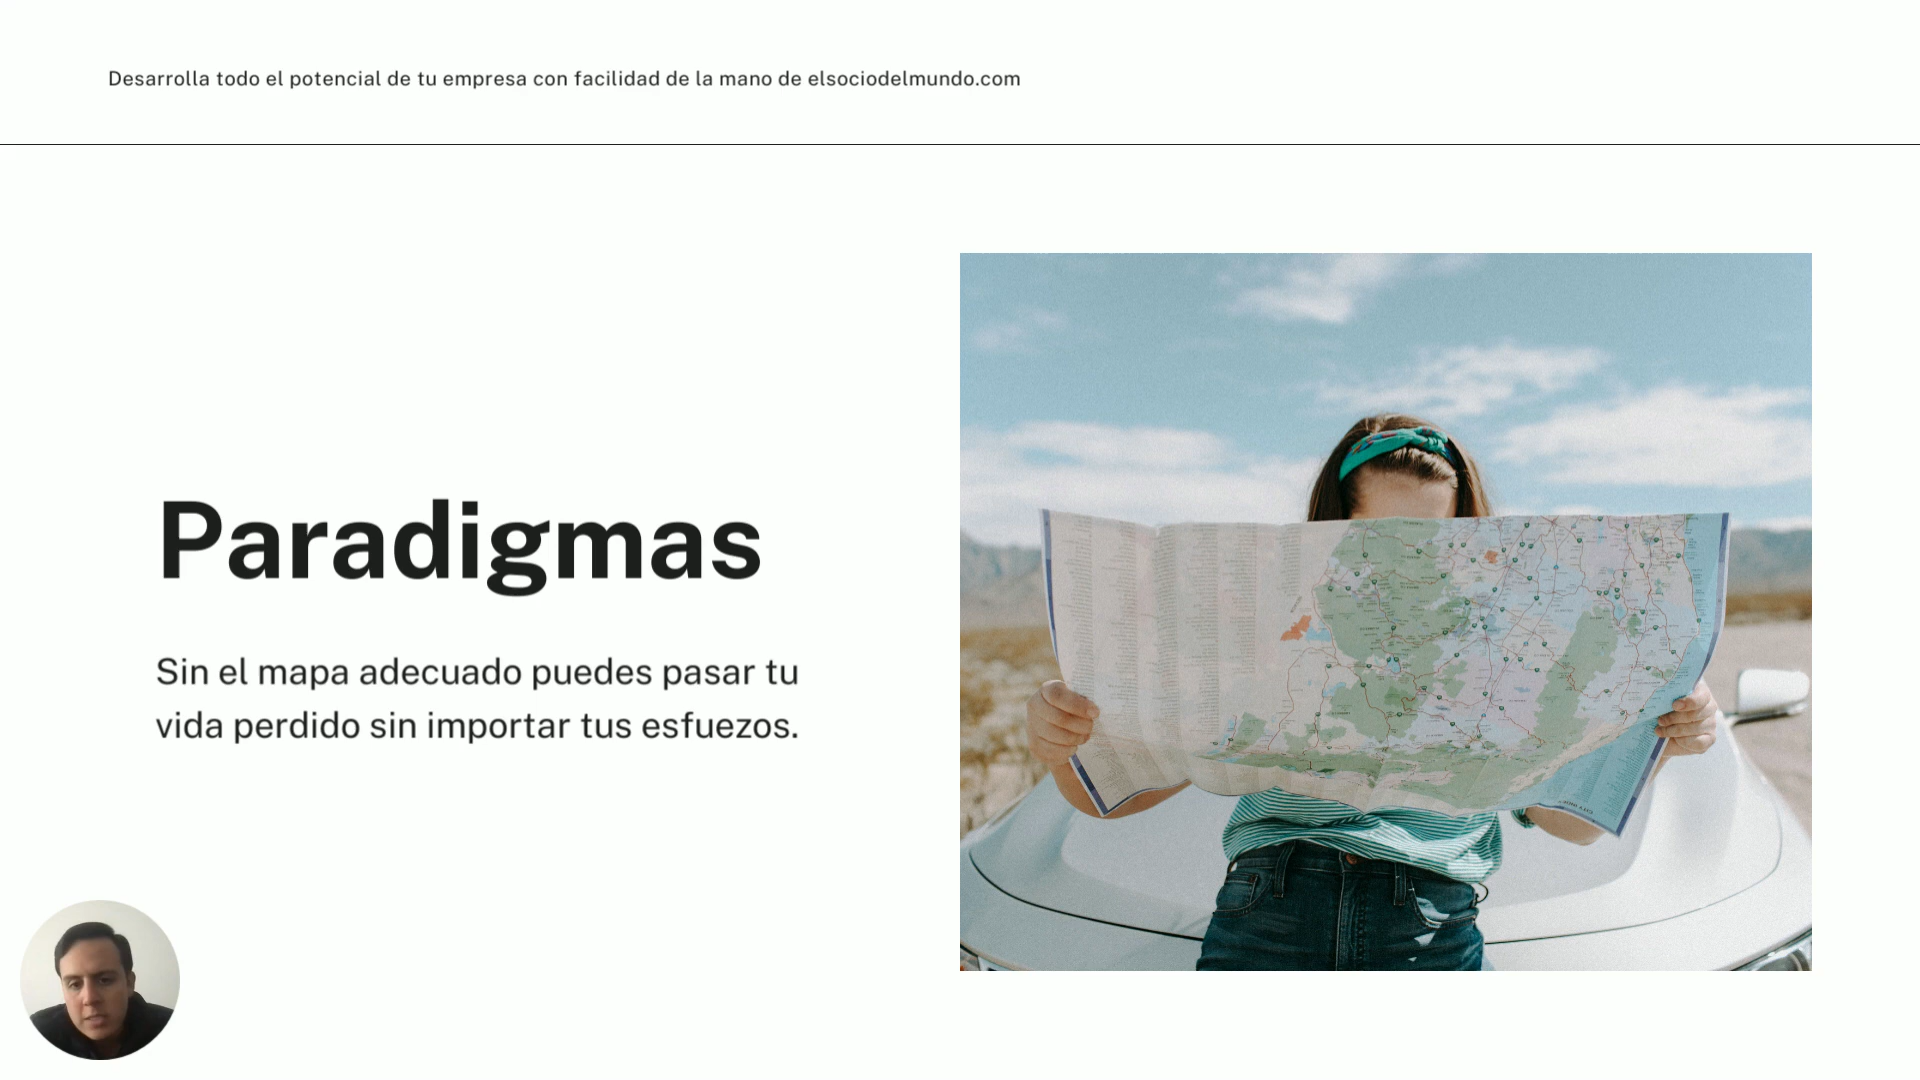 Desarrolla todo el potencial de tu empresa con facilidad de la mano de elsociodelmundo.com
Paradigmas
Sin el mapa adecuado puedes pasar tu
vida perdido sin importar tus esfuezos.